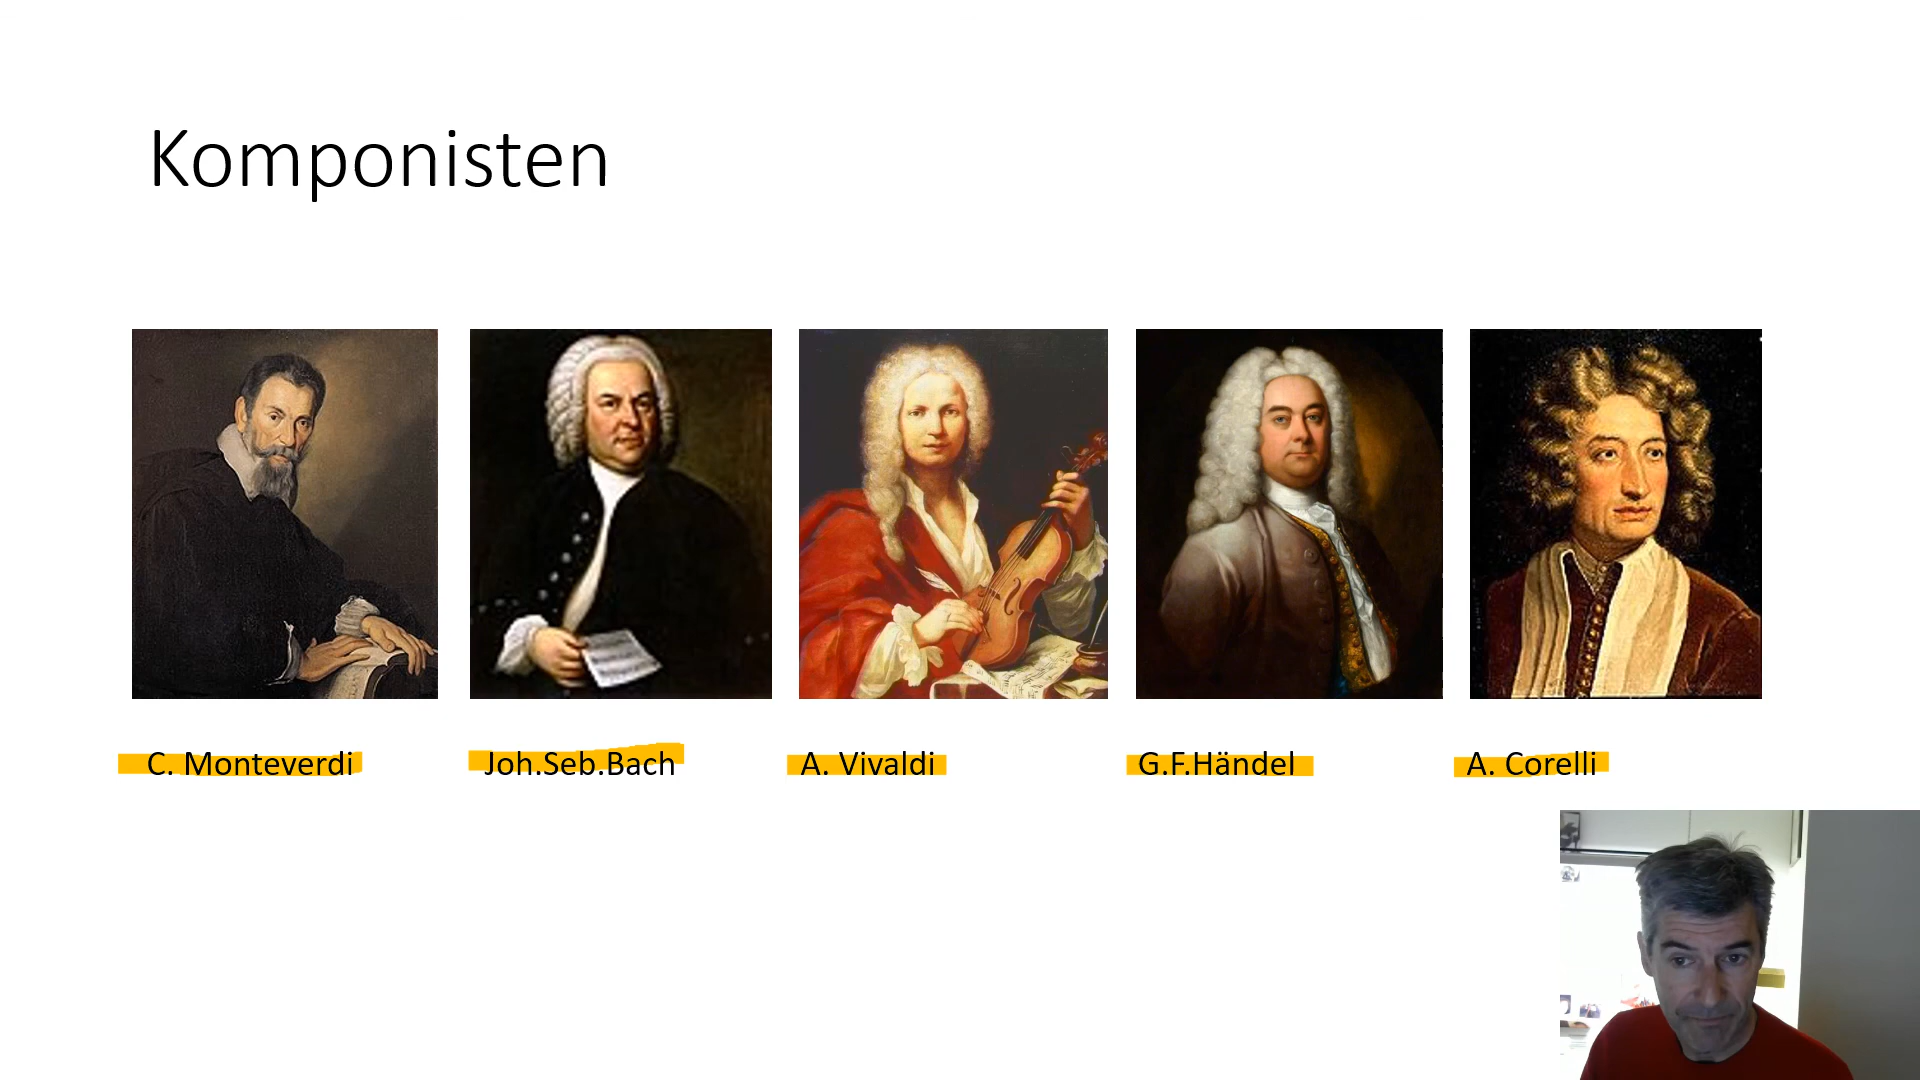 Komponisten
C. Monteverdi
Joh.Seb.Bach
A. Vivaldi
G.F.Händel
A. Corelli